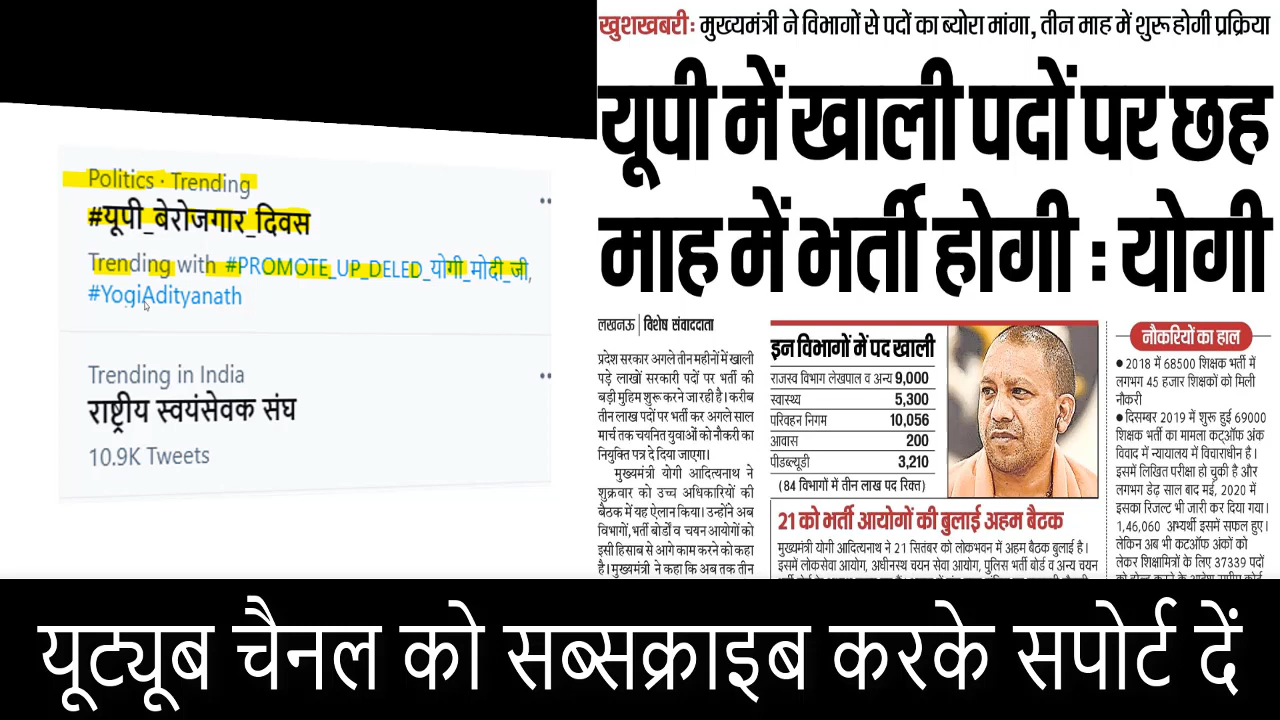 Politics · Trending
#यूपी_बेरोजगार_दिवस
Trending with #PROMOTE_UP_DELED_योगी_मोदी_जी,
#YogiAdityanath
Trending in India
राष्ट्रीय स्वयंसेवक संघ
10.9K Tweets
खुशखबरी: मुख्यमंत्री ने विभागों से पदों का ब्योरा मांगा, तीन माह में शुरू होगी प्रक्रिया
यूपी में खाली पदों पर छह
माह में भर्ती होगी : योगी
लखनऊ | विशेष संवाददाता
प्रदेश सरकार अगले तीन महीनों में खाली
पड़े लाखों सरकारी पदों पर भर्ती की
बड़ी मुहिम शुरू करने जा रही है। करीब
तीन लाख पदों पर भर्ती कर अगले साल
मार्च तक चयनित युवाओं को नौकरी का
नियुक्ति पत्र दे दिया जाएगा।
मुख्यमंत्री योगी आदित्यनाथ ने
शुक्रवार को उच्च अधिकारियों की
बैठक में यह ऐलान किया। उन्होंने अब
विभागों, भर्ती बोर्डों व चयन आयोगों को
इसी हिसाब से आगे काम करने को कहा
है। मुख्यमंत्री ने कहा कि अब तक तीन
इन विभागों में पद खाली
राजस्व विभाग लेखपाल व अन्य 9,000
स्वास्थ्य 5,300
परिवहन निगम 10,056
आवास 200
पीडब्ल्यूडी 3,210
(84 विभागों में तीन लाख पद रिक्त)
21 को भर्ती आयोगों की बुलाई अहम बैठक
मुख्यमंत्री योगी आदित्यनाथ ने 21 सितंबर को लोकभवन में अहम बैठक बुलाई है।
इसमें लोकसेवा आयोग, अधीनस्थ चयन सेवा आयोग, पुलिस भर्ती बोर्ड व अन्य चयन
नौकरियों का हाल
● 2018 में 68500 शिक्षक भर्ती में
लगभग 45 हजार शिक्षकों को मिली
नौकरी
● दिसम्बर 2019 में शुरू हुई 69000
शिक्षक भर्ती का मामला कट्ऑफ अंक
विवाद में न्यायालय में विचाराधीन है।
इसमें लिखित परीक्षा हो चुकी है और
लगभग डेढ़ साल बाद मई, 2020 में
इसका रिजल्ट भी जारी कर दिया गया।
1,46,060 अभ्यर्थी इसमें सफल हुए।
लेकिन अब भी कटऑफ अंकों को
लेकर शिक्षामित्रों के लिए 37339 पदों
यूट्यूब चैनल को सब्सक्राइब करके सपोर्ट दें